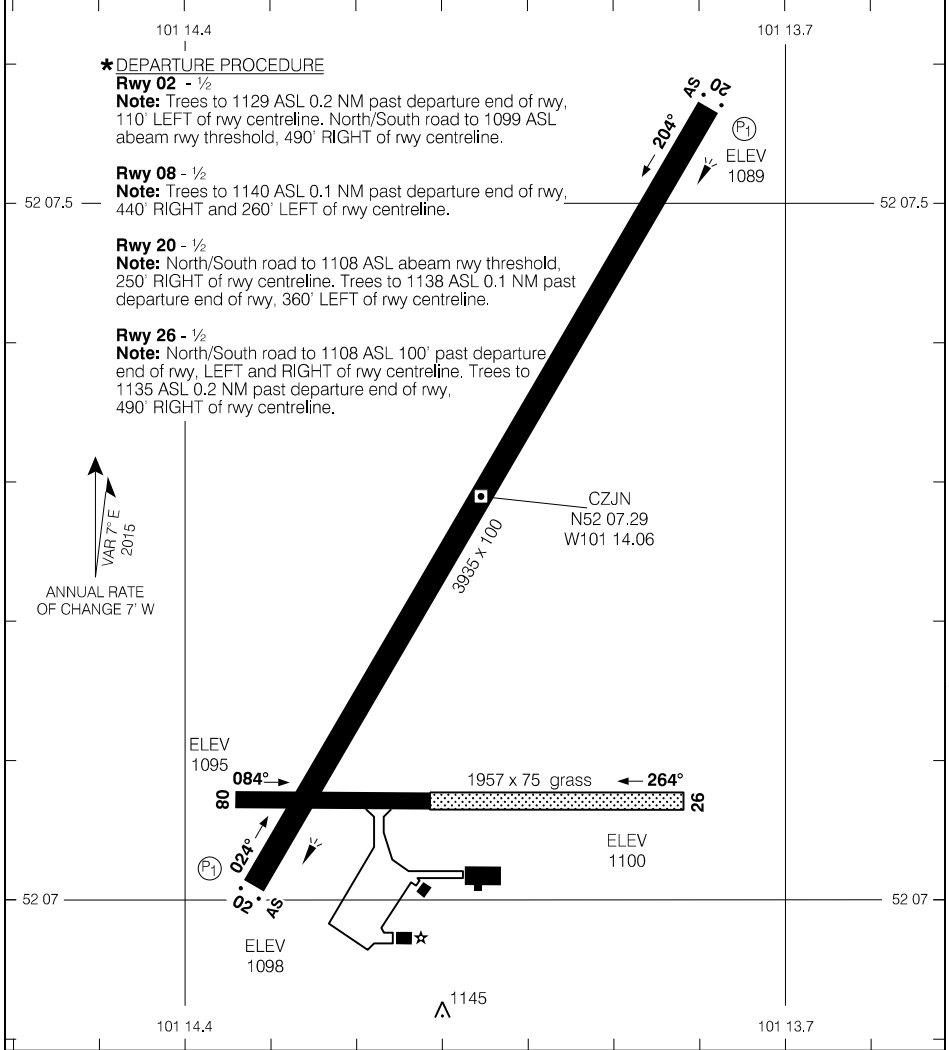 101 14.4
101 13.7
* DEPARTURE PROCEDURE
Rwy 02 - ½
Note: Trees to 1129 ASL 0.2 NM past departure end of rwy,
110' LEFT of rwy centreline. North/South road to 1099 ASL
abeam rwy threshold, 490' RIGHT of rwy centreline.
Rwy 08 - ½
Note: Trees to 1140 ASL 0.1 NM past departure end of rwy,
440' RIGHT and 260' LEFT of rwy centreline.
Rwy 20 - ½
Note: North/South road to 1108 ASL abeam rwy threshold,
250' RIGHT of rwy centreline. Trees to 1138 ASL 0.1 NM past
departure end of rwy, 360' LEFT of rwy centreline.
Rwy 26 - ½
Note: North/South road to 1108 ASL 100' past departure
end of rwy, LEFT and RIGHT of rwy centreline. Trees to
1135 ASL 0.2 NM past departure end of rwy,
490' RIGHT of rwy centreline.
AS
20
204°
P1
ELEV
1089
52 07.5
52 07.5
VAR 7° E
2015
ANNUAL RATE
OF CHANGE 7' W
CZJN
N52 07.29
W101 14.06
3935 x 100
ELEV
1095
084°
08
1957 x 75 grass
264°
26
ELEV
1100
024°
P1
02
AS
ELEV
1098
52 07
52 07
1145
101 14.4
101 13.7